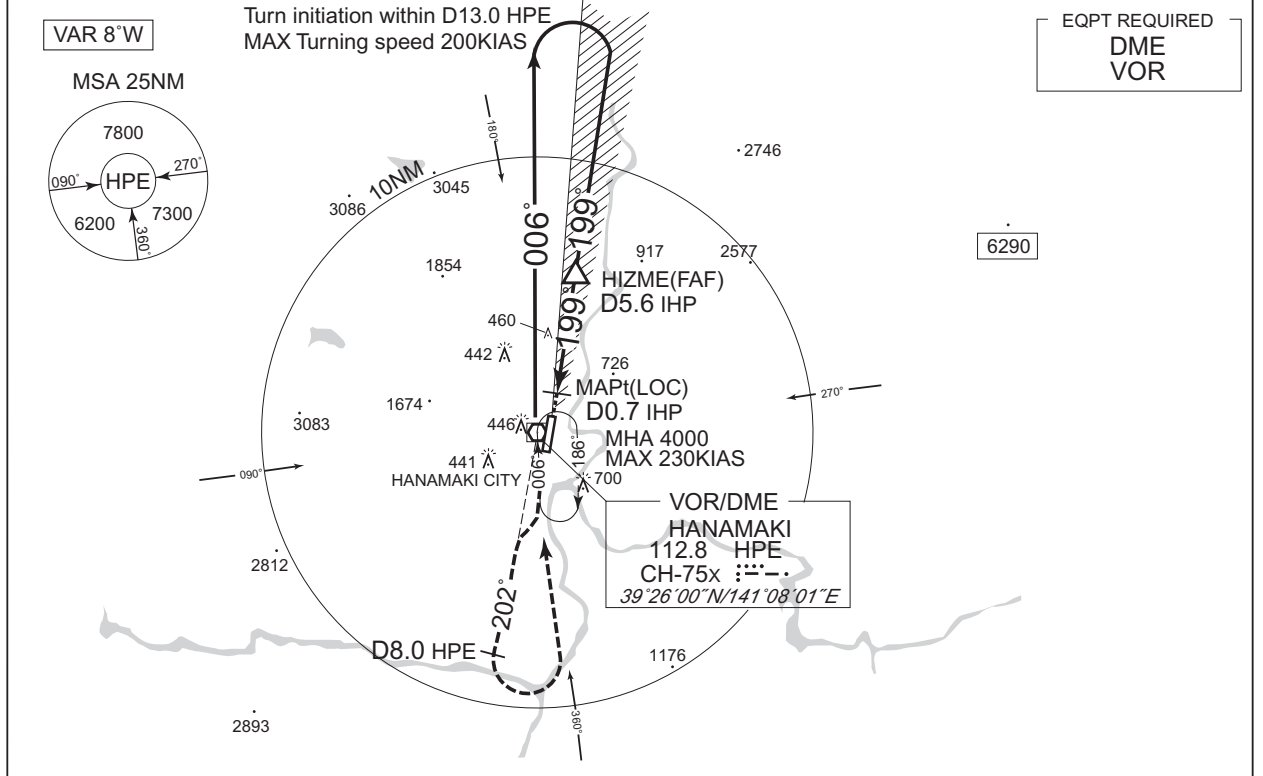 Turn initiation within D13.0 HPE
MAX Turning speed 200KIAS
VAR 8°W
EQPT REQUIRED
DME
VOR
MSA 25NM
7800
090°
HPE
270°
6200
7300
360°
180°
10NM
3045
3086
2746
6290
006°
199°
917
2577
1854
HIZME(FAF)
D5.6 IHP
199°
460
442
726
MAPt(LOC)
D0.7 IHP
270°
1674
3083
446
MHA 4000
MAX 230KIAS
186°
441
HANAMAKI CITY
006°
700
090°
VOR/DME
HANAMAKI
112.8 HPE
CH-75x
39°26′00″N/141°08′01″E
2812
202°
D8.0 HPE
1176
360°
2893